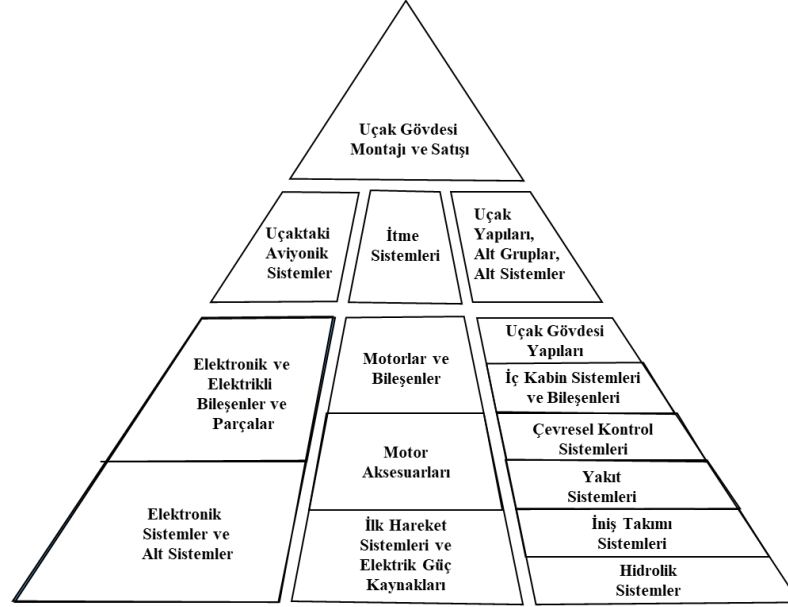 Uçak Gövdesi
Montajı ve Satışı
Uçaktaki
Aviyonik
Sistemler
İtme
Sistemleri
Uçak
Yapıları,
Alt Gruplar,
Alt Sistemler
Elektronik ve
Elektrikli
Bileşenler ve
Parçalar
Elektronik
Sistemler ve
Alt Sistemler
Motorlar ve
Bileşenler
Motor
Aksesuarları
İlk Hareket
Sistemleri ve
Elektrik Güç
Kaynakları
Uçak Gövdesi
Yapıları
İç Kabin Sistemleri
ve Bileşenleri
Çevresel Kontrol
Sistemleri
Yakıt
Sistemleri
İniş Takımı
Sistemleri
Hidrolik
Sistemler